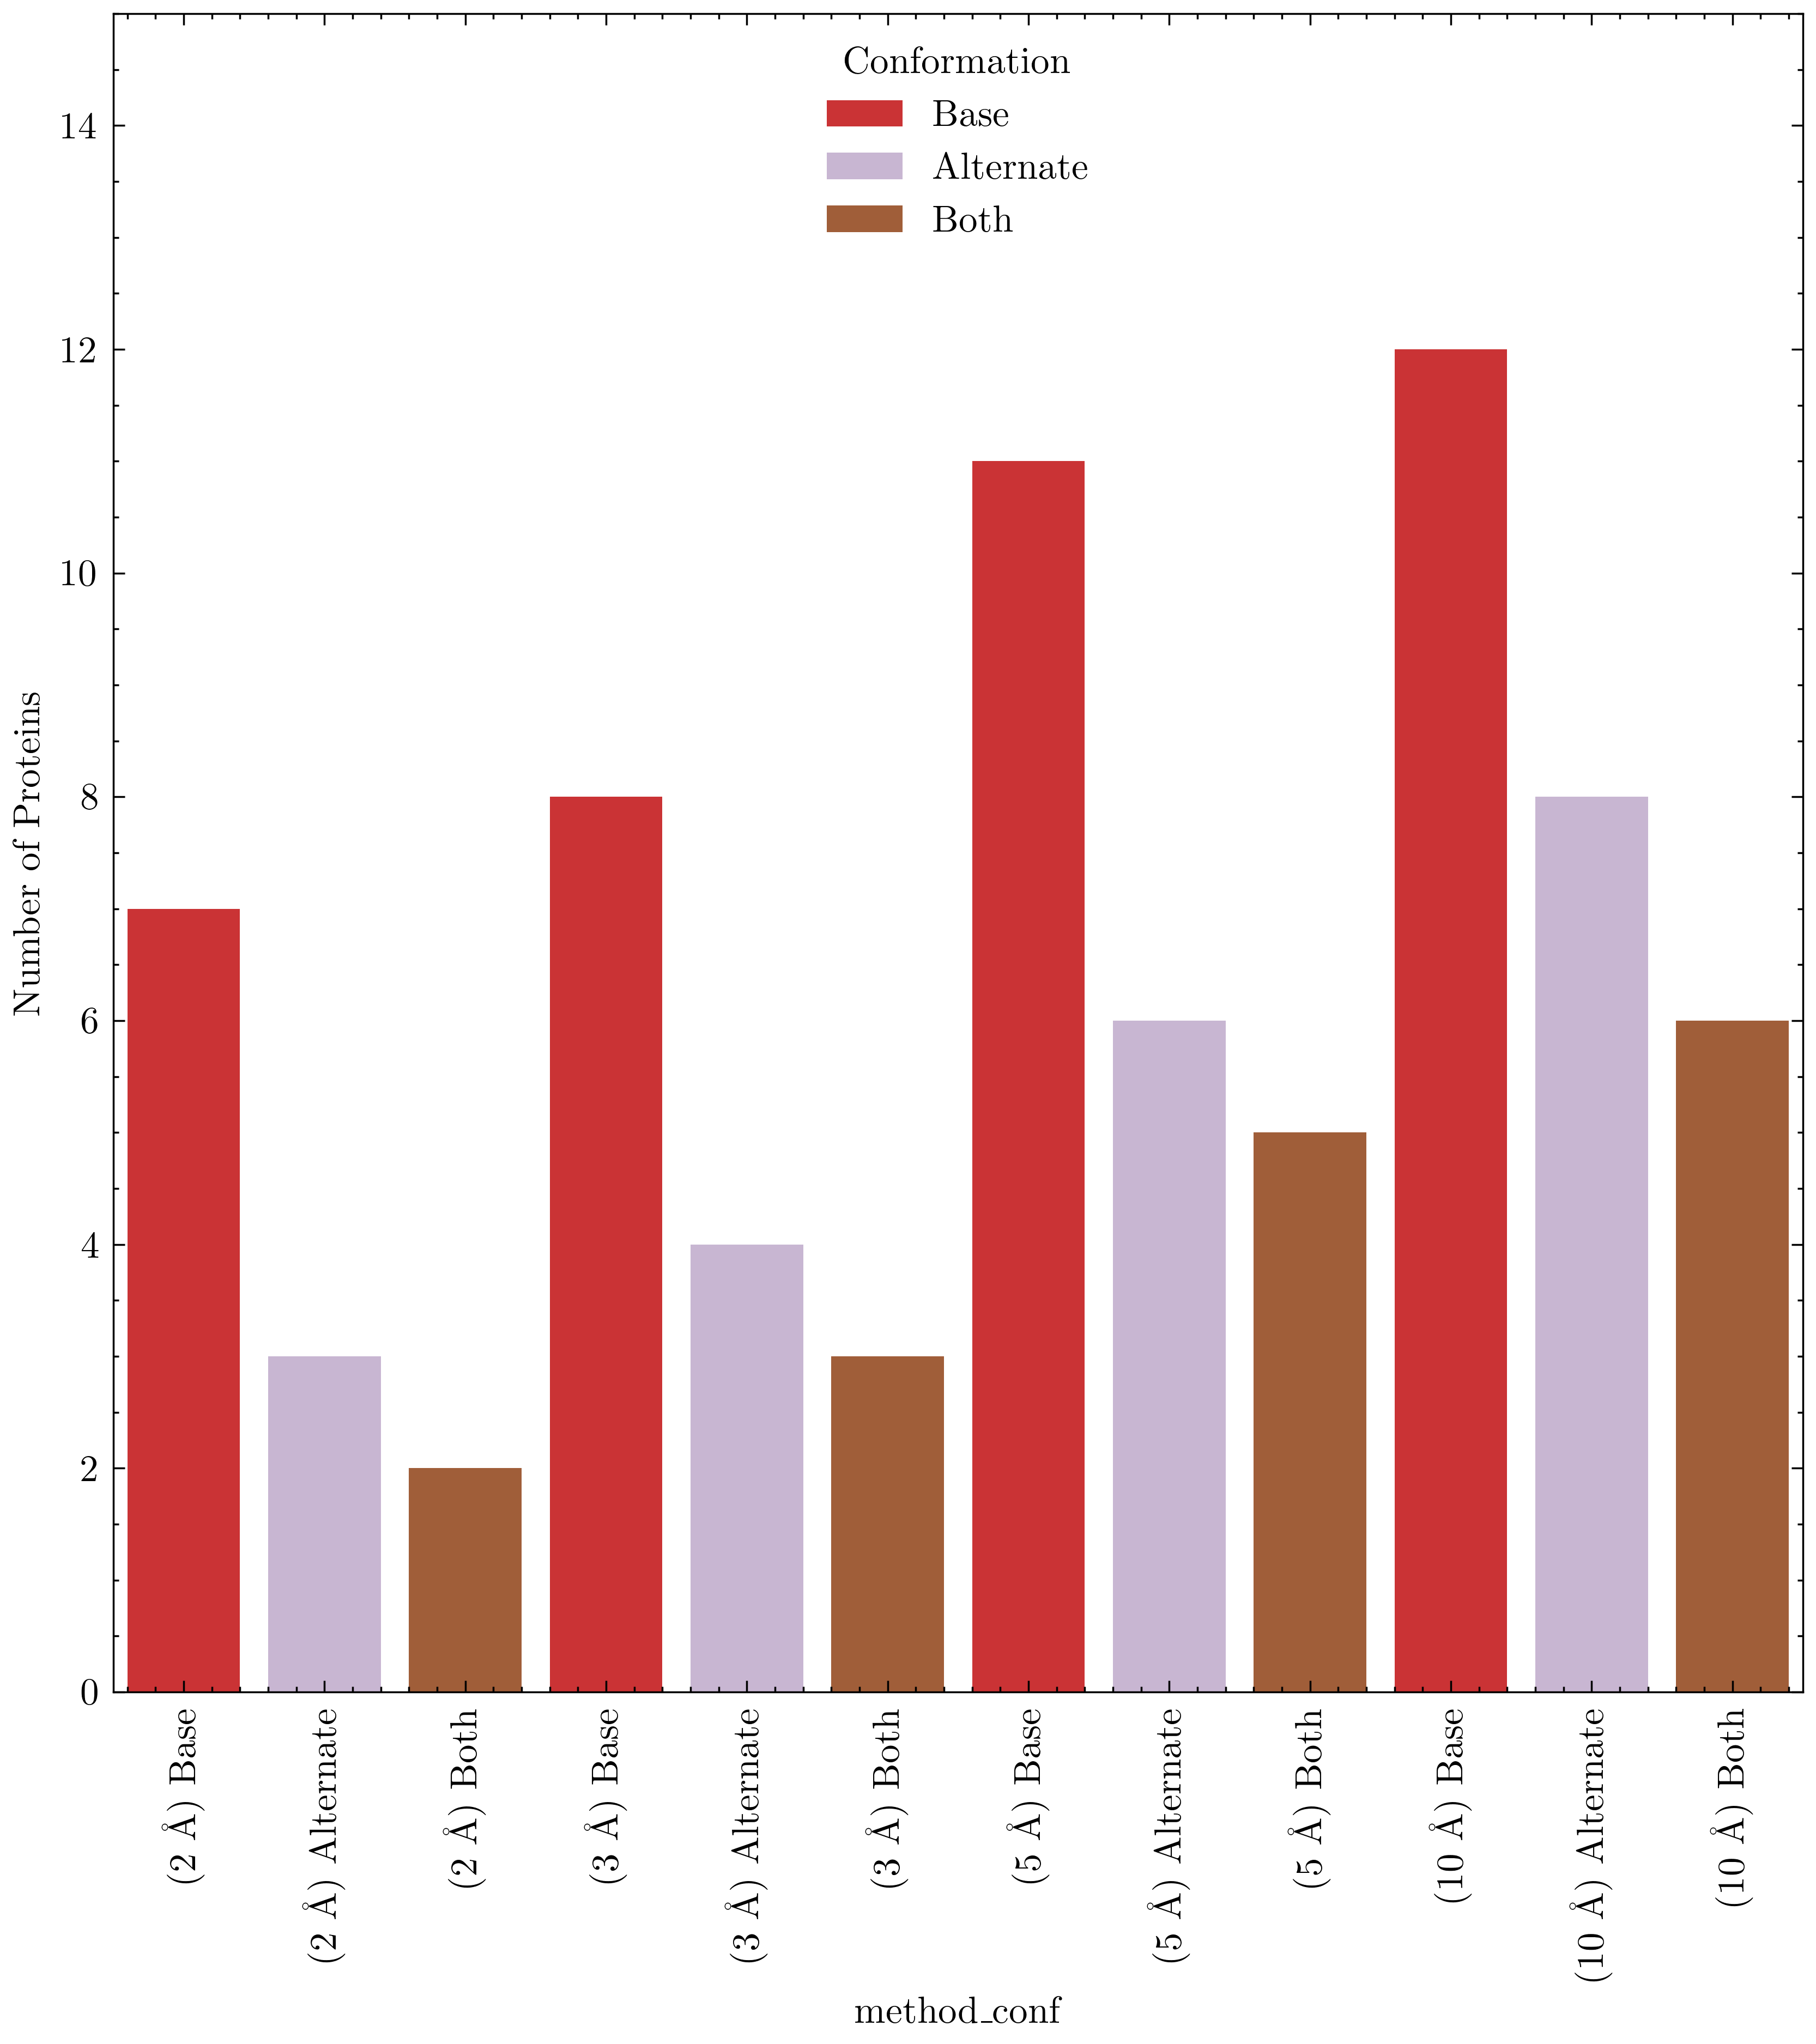 Conformation
Base
Alternate
Both
14
12
10
8
6
4
2
0
Number of Proteins
(2 Å) Base
(2 Å) Alternate
(2 Å) Both
(3 Å) Base
(3 Å) Alternate
(3 Å) Both
(5 Å) Base
(5 Å) Alternate
(5 Å) Both
(10 Å) Base
(10 Å) Alternate
(10 Å) Both
method_conf